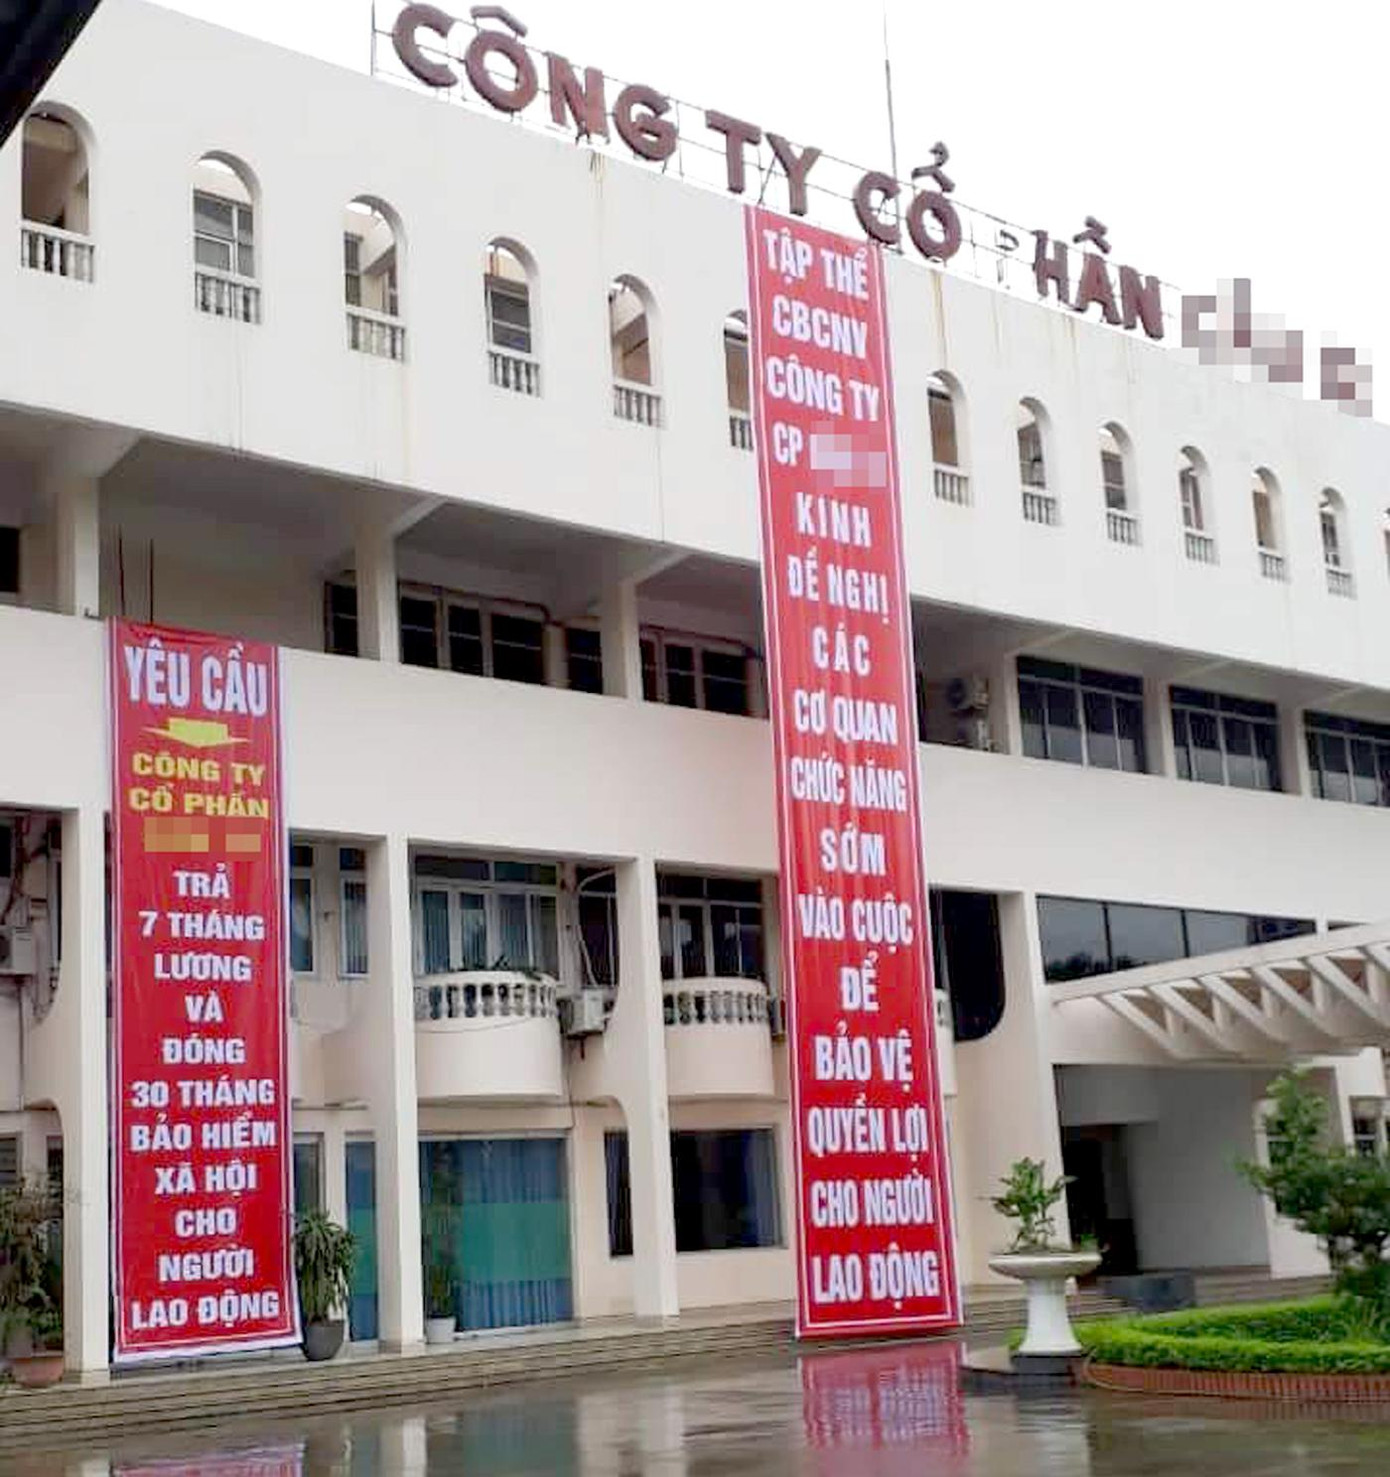 CÔNG TY CỔ PHẦN
YÊU CẦU
CÔNG TY
CỔ PHẦN
TRẢ
7 THÁNG
LƯƠNG
VÀ
ĐÓNG
30 THÁNG
BẢO HIỂM
XÃ HỘI
CHO
NGƯỜI
LAO ĐỘNG
TẬP THỂ
CBCNV
CÔNG TY
CP
KINH
ĐỀ NGHỊ
CÁC
CƠ QUAN
CHỨC NĂNG
SỚM
VÀO CUỘC
ĐỂ
BẢO VỆ
QUYỀN LỢI
CHO NGƯỜI
LAO ĐỘNG